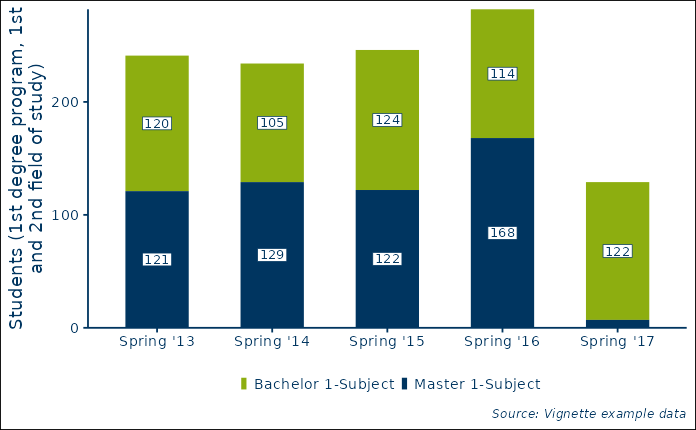 Students (1st degree program, 1st
and 2nd field of study)
200
100
0
120
105
124
114
122
121
129
122
168
Spring '13
Spring '14
Spring '15
Spring '16
Spring '17
Bachelor 1-Subject
Master 1-Subject
Source: Vignette example data